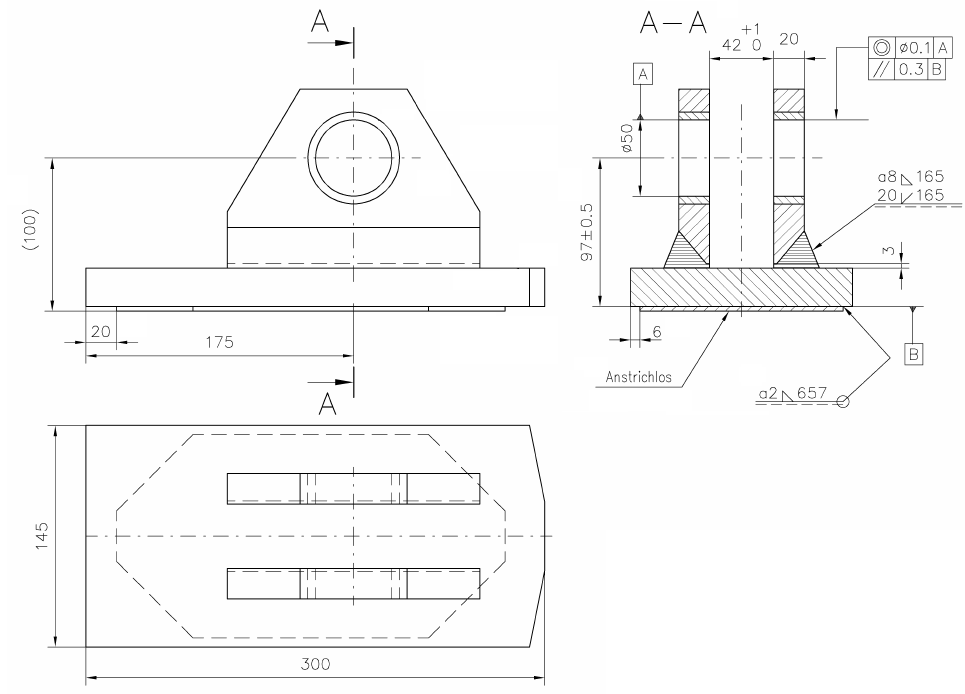 A
A–A
+1
42 0
20
⌀0.1 A
0.3 B
A
⌀50
a8 165
20 165
(100)
97±0.5
3
20
175
6
B
Anstrichlos
a2 657
A
145
300